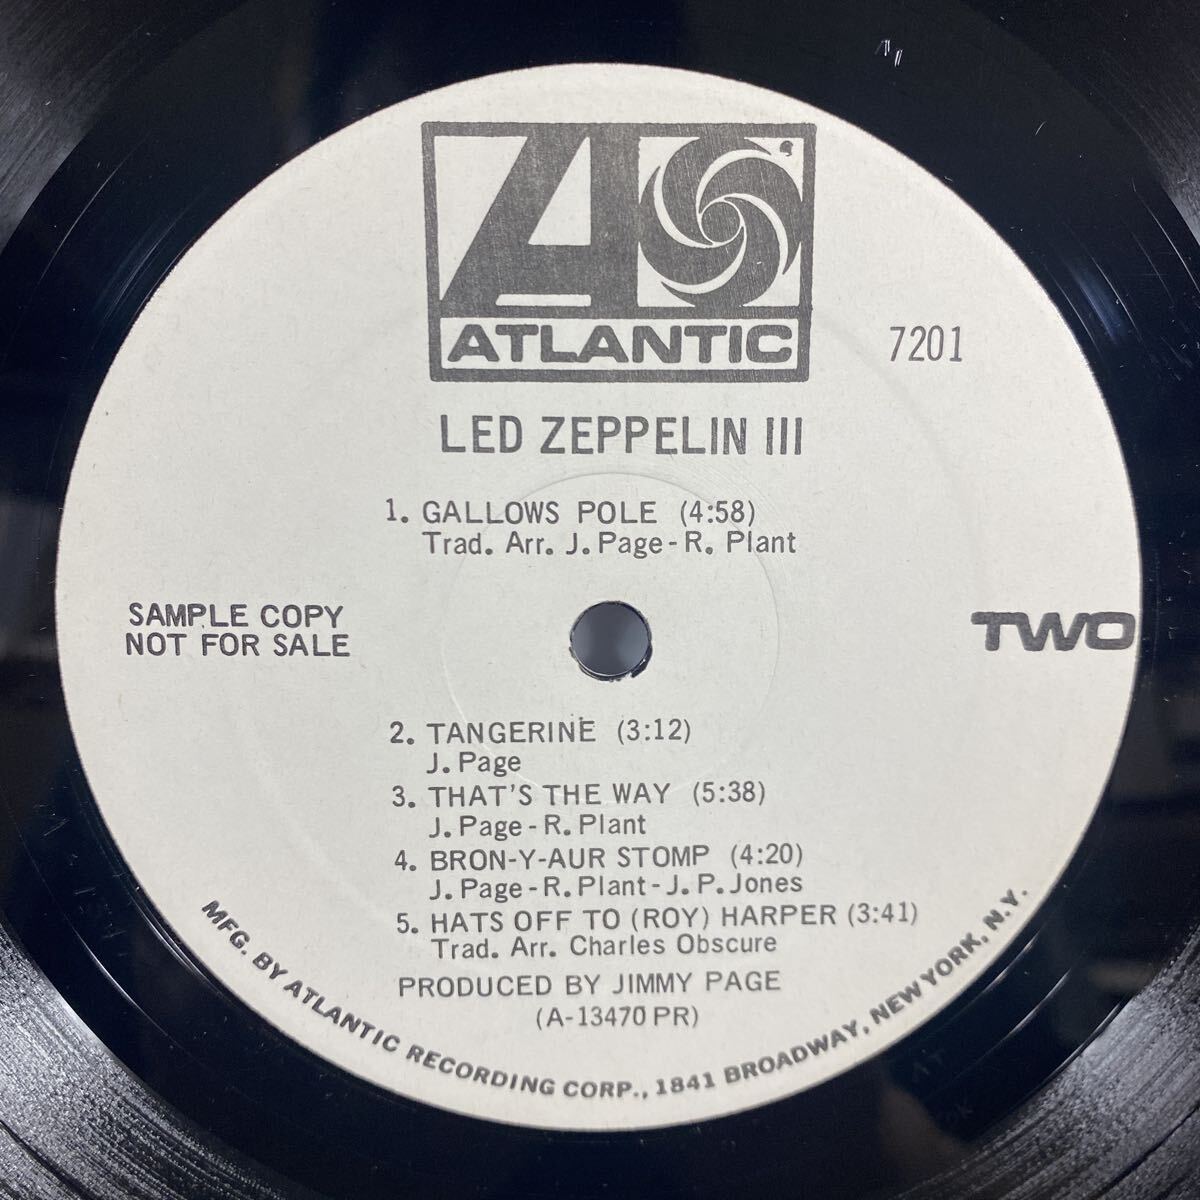 ATLANTIC
7201
LED ZEPPELIN III
1. GALLOWS POLE (4:58)
Trad. Arr. J. Page - R. Plant
SAMPLE COPY
NOT FOR SALE
TWO
2. TANGERINE (3:12)
J. Page
3. THAT'S THE WAY (5:38)
J. Page - R. Plant
4. BRON-Y-AUR STOMP (4:20)
J. Page - R. Plant - J. P. Jones
5. HATS OFF TO (ROY) HARPER (3:41)
Trad. Arr. Charles Obscure
PRODUCED BY JIMMY PAGE
(A-13470 PR)
MFG. BY ATLANTIC RECORDING CORP., 1841 BROADWAY, NEW YORK, N.Y.